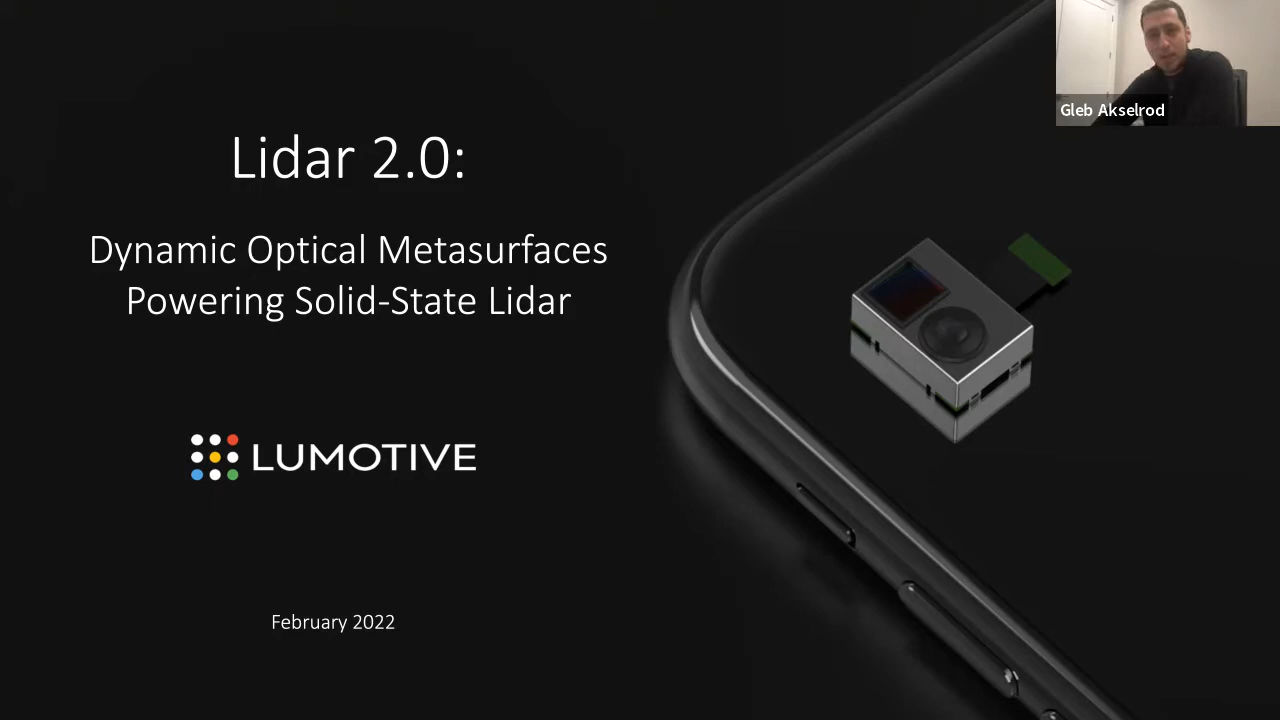 Gleb Akselrod
Lidar 2.0:
Dynamic Optical Metasurfaces
Powering Solid-State Lidar
LUMOTIVE
February 2022